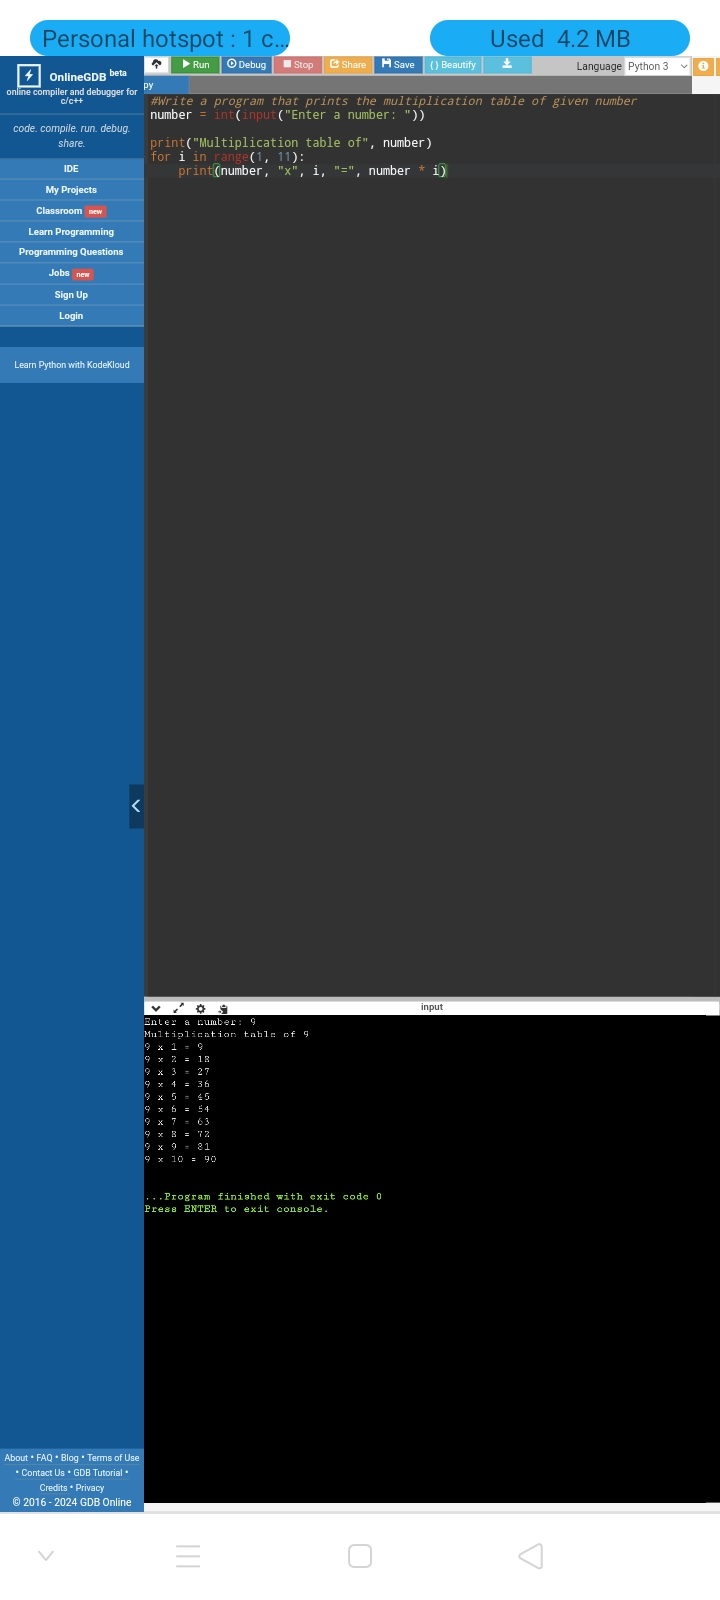 Personal hotspot : 1 c... Used 4.2 MB
OnlineGDB beta
online compiler and debugger for
c/c++
code. compile. run. debug.
share.
IDE
My Projects
Classroom new
Learn Programming
Programming Questions
Jobs new
Sign Up
Login
Learn Python with KodeKloud
Run Debug Stop Share Save { } Beautify Language Python 3
py
#Write a program that prints the multiplication table of given number
number = int(input("Enter a number: "))
print("Multiplication table of", number)
for i in range(1, 11):
    print(number, "x", i, "=", number * i)
input
Enter a number: 9
Multiplication table of 9
9 x 1 = 9
9 x 2 = 18
9 x 3 = 27
9 x 4 = 36
9 x 5 = 45
9 x 6 = 54
9 x 7 = 63
9 x 8 = 72
9 x 9 = 81
9 x 10 = 90
...Program finished with exit code 0
Press ENTER to exit console.
About • FAQ • Blog • Terms of Use
• Contact Us • GDB Tutorial •
Credits • Privacy
© 2016 - 2024 GDB Online